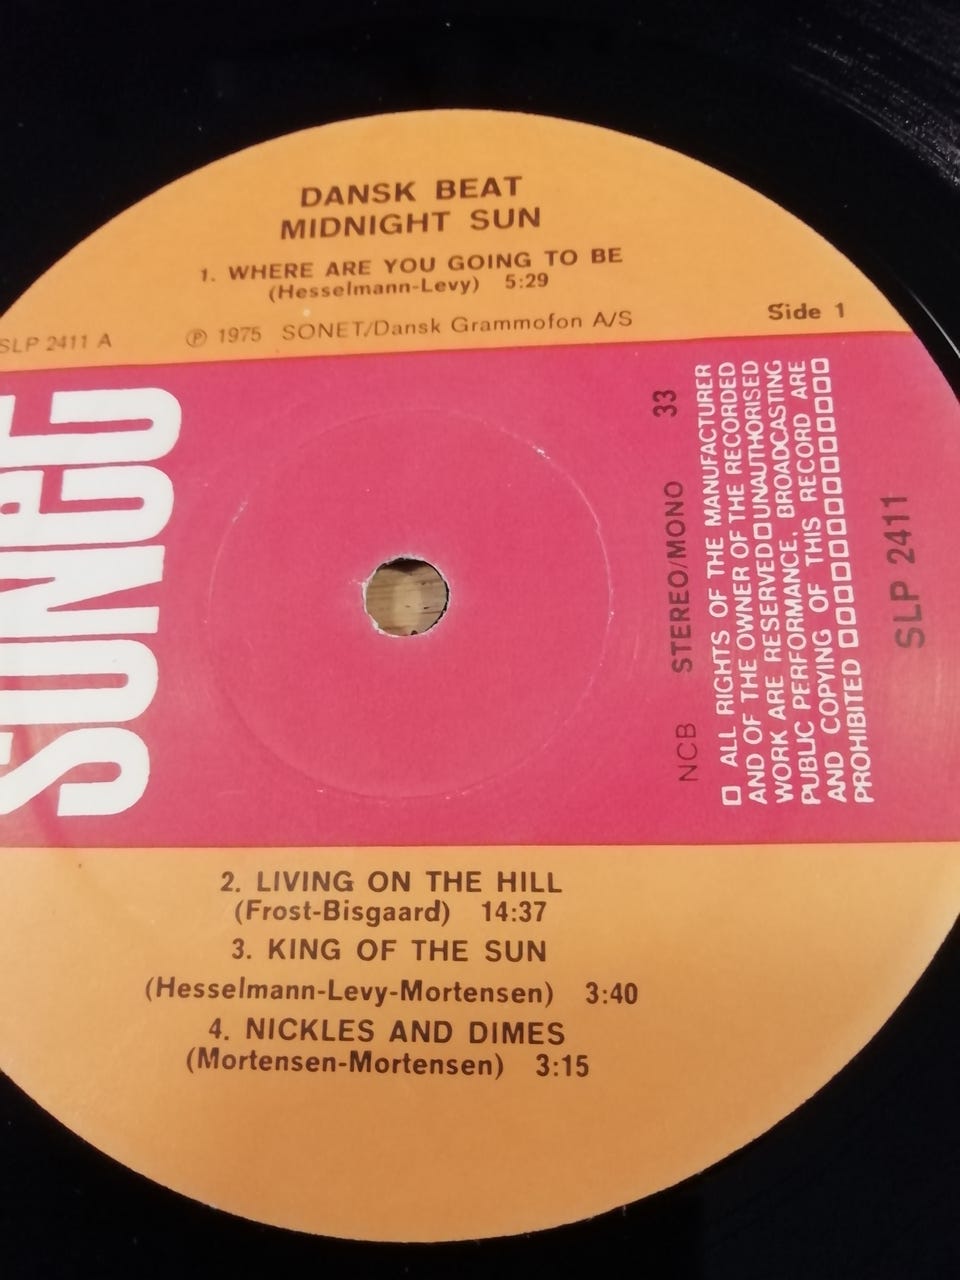 DANSK BEAT
MIDNIGHT SUN
1. WHERE ARE YOU GOING TO BE
(Hesselmann-Levy) 5:29
Side 1
SLP 2411 A
℗ 1975 SONET/Dansk Grammofon A/S
SONET
NCB STEREO/MONO 33
ALL RIGHTS OF THE MANUFACTURER
AND OF THE OWNER OF THE RECORDED
WORK ARE RESERVED UNAUTHORISED
PUBLIC PERFORMANCE, BROADCASTING
AND COPYING OF THIS RECORD ARE
PROHIBITED
SLP 2411
2. LIVING ON THE HILL
(Frost-Bisgaard) 14:37
3. KING OF THE SUN
(Hesselmann-Levy-Mortensen) 3:40
4. NICKLES AND DIMES
(Mortensen-Mortensen) 3:15